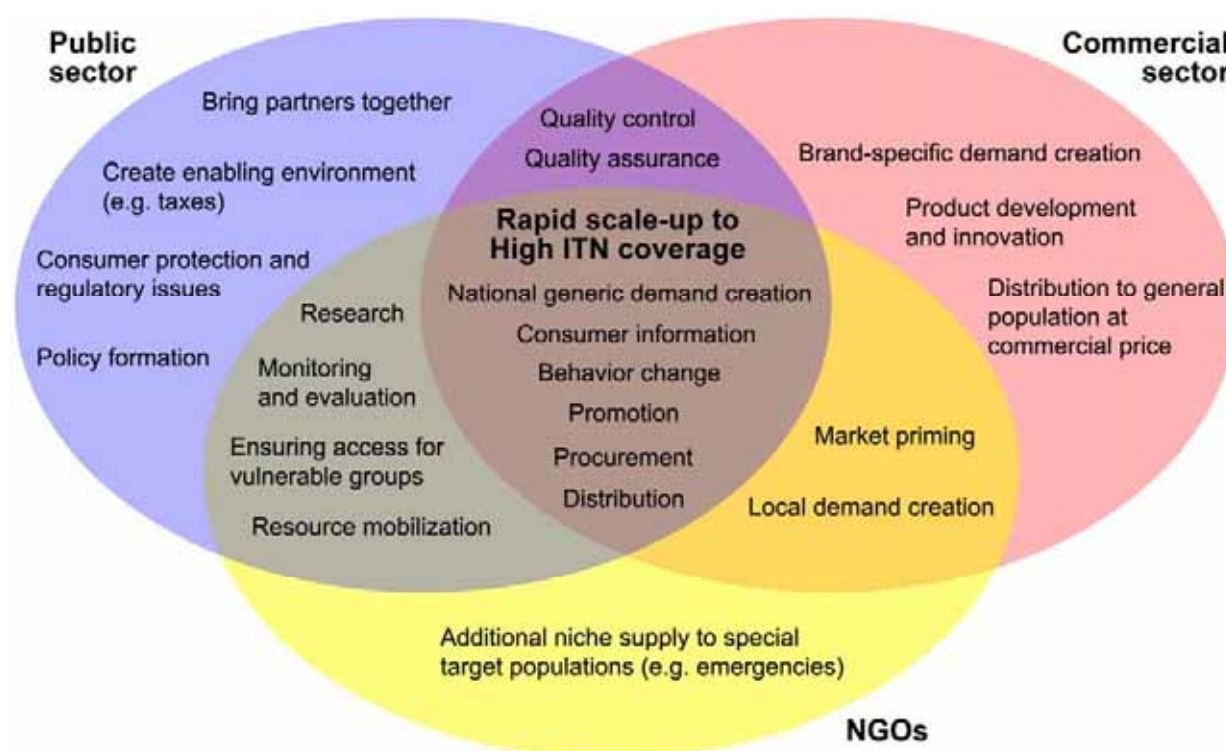 Public
sector
Commercial
sector
Bring partners together
Create enabling environment
(e.g. taxes)
Consumer protection and
regulatory issues
Policy formation
Quality control
Quality assurance
Brand-specific demand creation
Product development
and innovation
Distribution to general
population at
commercial price
Rapid scale-up to
High ITN coverage
National generic demand creation
Consumer information
Behavior change
Promotion
Procurement
Distribution
Research
Monitoring
and evaluation
Ensuring access for
vulnerable groups
Resource mobilization
Market priming
Local demand creation
Additional niche supply to special
target populations (e.g. emergencies)
NGOs